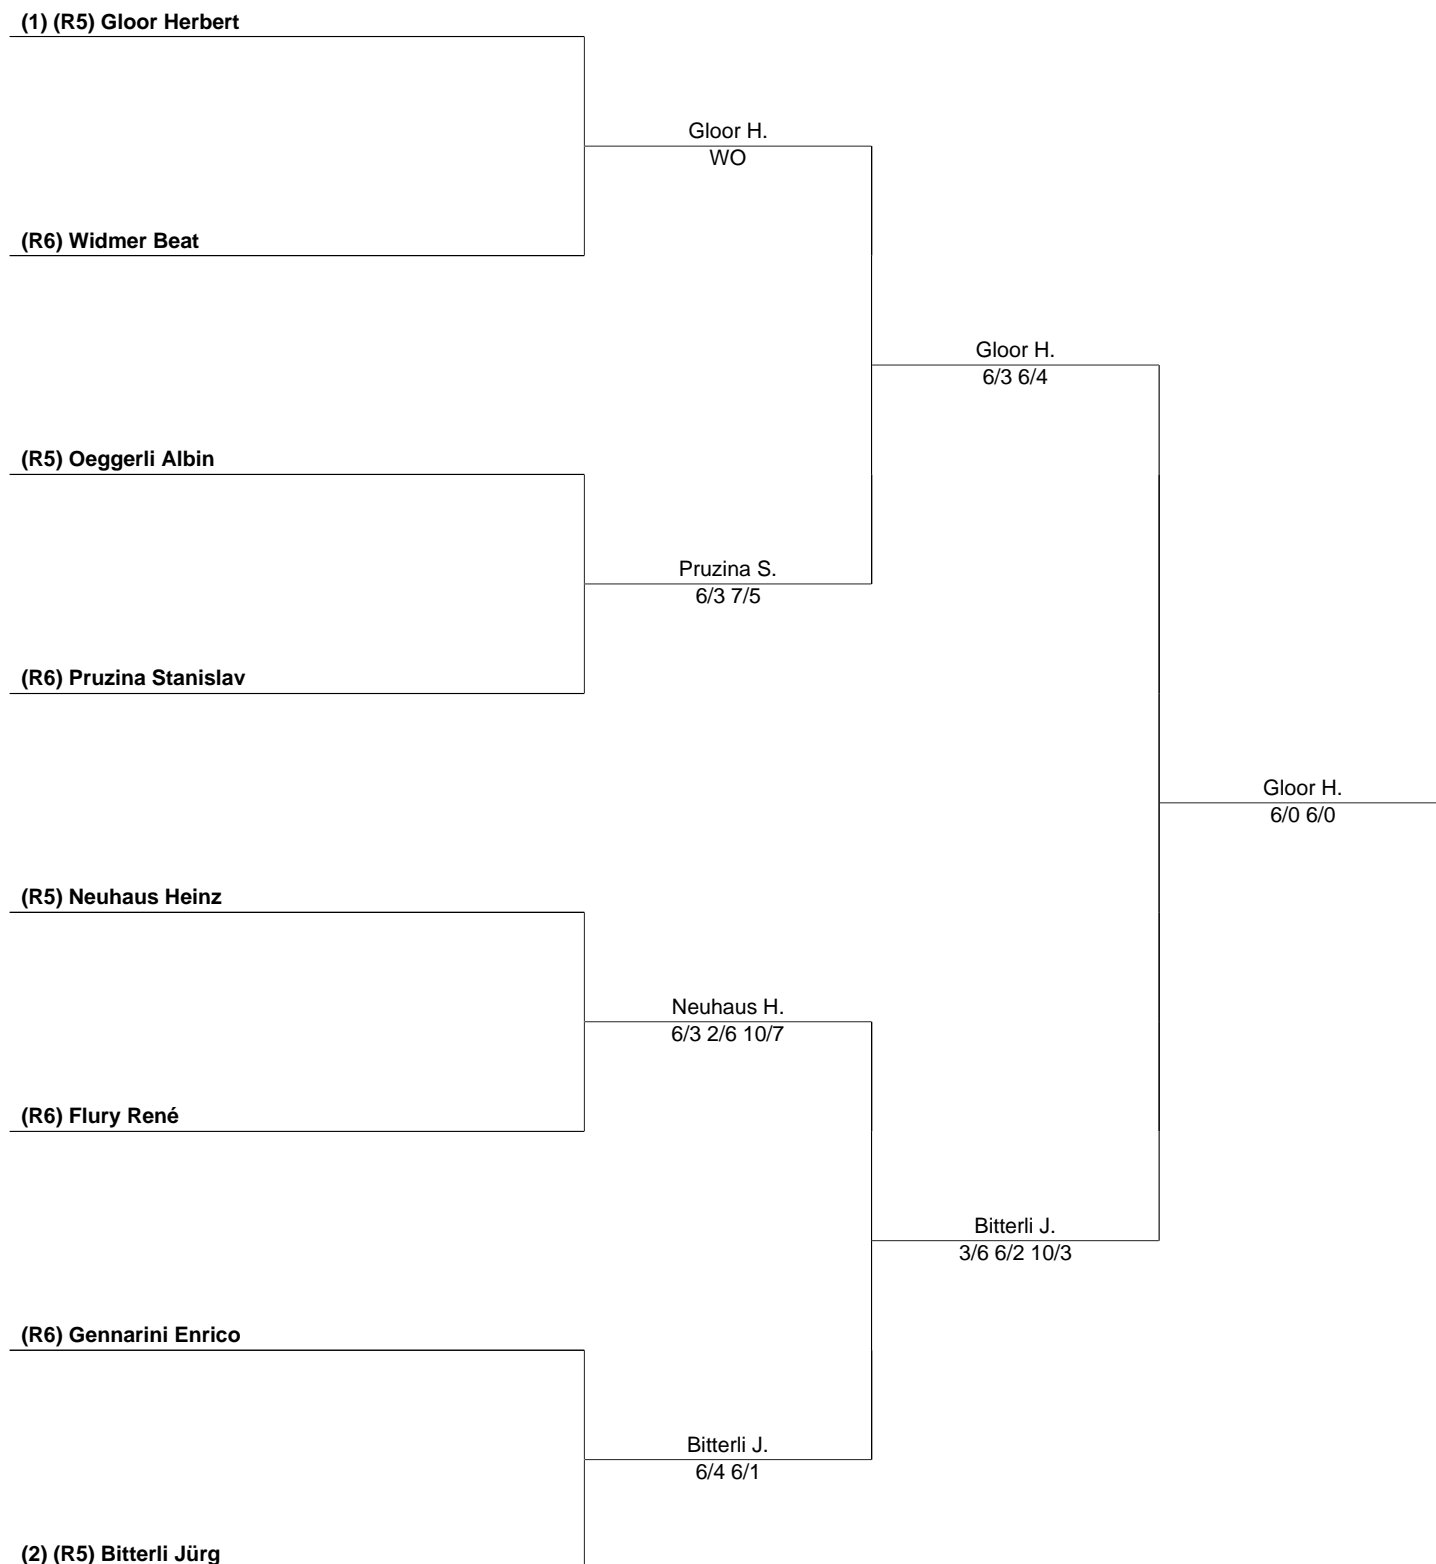 (1) (R5) Gloor Herbert
Gloor H.
WO
(R6) Widmer Beat
Gloor H.
6/3 6/4
(R5) Oeggerli Albin
Pruzina S.
6/3 7/5
(R6) Pruzina Stanislav
Gloor H.
6/0 6/0
(R5) Neuhaus Heinz
Neuhaus H.
6/3 2/6 10/7
(R6) Flury René
Bitterli J.
3/6 6/2 10/3
(R6) Gennarini Enrico
Bitterli J.
6/4 6/1
(2) (R5) Bitterli Jürg